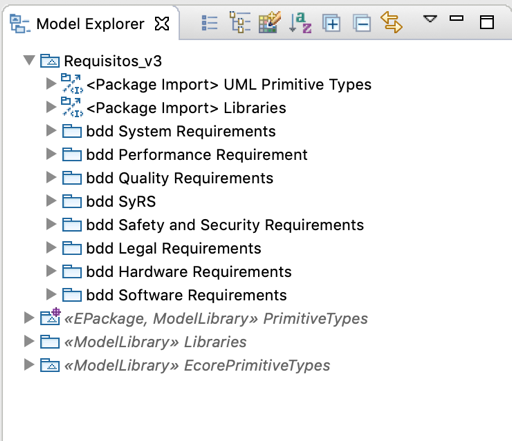 Model Explorer
Requisitos_v3
<Package Import> UML Primitive Types
<Package Import> Libraries
bdd System Requirements
bdd Performance Requirement
bdd Quality Requirements
bdd SyRS
bdd Safety and Security Requirements
bdd Legal Requirements
bdd Hardware Requirements
bdd Software Requirements
«EPackage, ModelLibrary» PrimitiveTypes
«ModelLibrary» Libraries
«ModelLibrary» EcorePrimitiveTypes